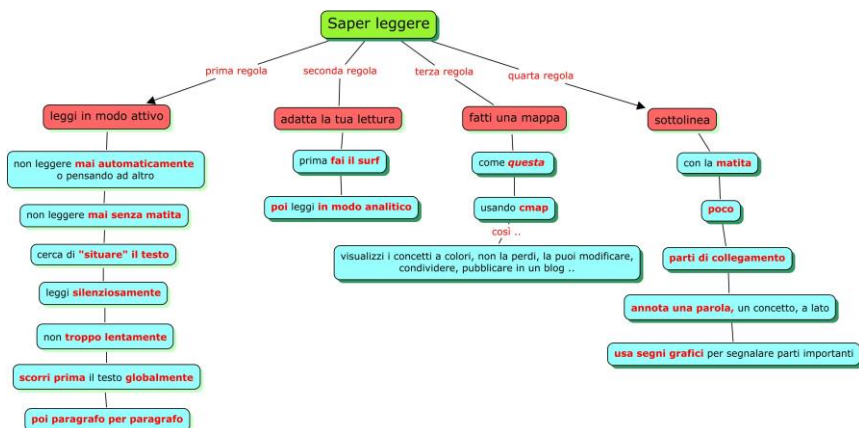 Saper leggere
prima regola
seconda regola
terza regola
quarta regola
leggi in modo attivo
non leggere mai automaticamente
o pensando ad altro
non leggere mai senza matita
cerca di "situare" il testo
leggi silenziosamente
non troppo lentamente
scorri prima il testo globalmente
poi paragrafo per paragrafo
adatta la tua lettura
prima fai il surf
poi leggi in modo analitico
fatti una mappa
come questa
usando cmap
così ..
visualizzi i concetti a colori, non la perdi, la puoi modificare,
condividere, pubblicare in un blog ..
sottolinea
con la matita
poco
parti di collegamento
annota una parola, un concetto, a lato
usa segni grafici per segnalare parti importanti